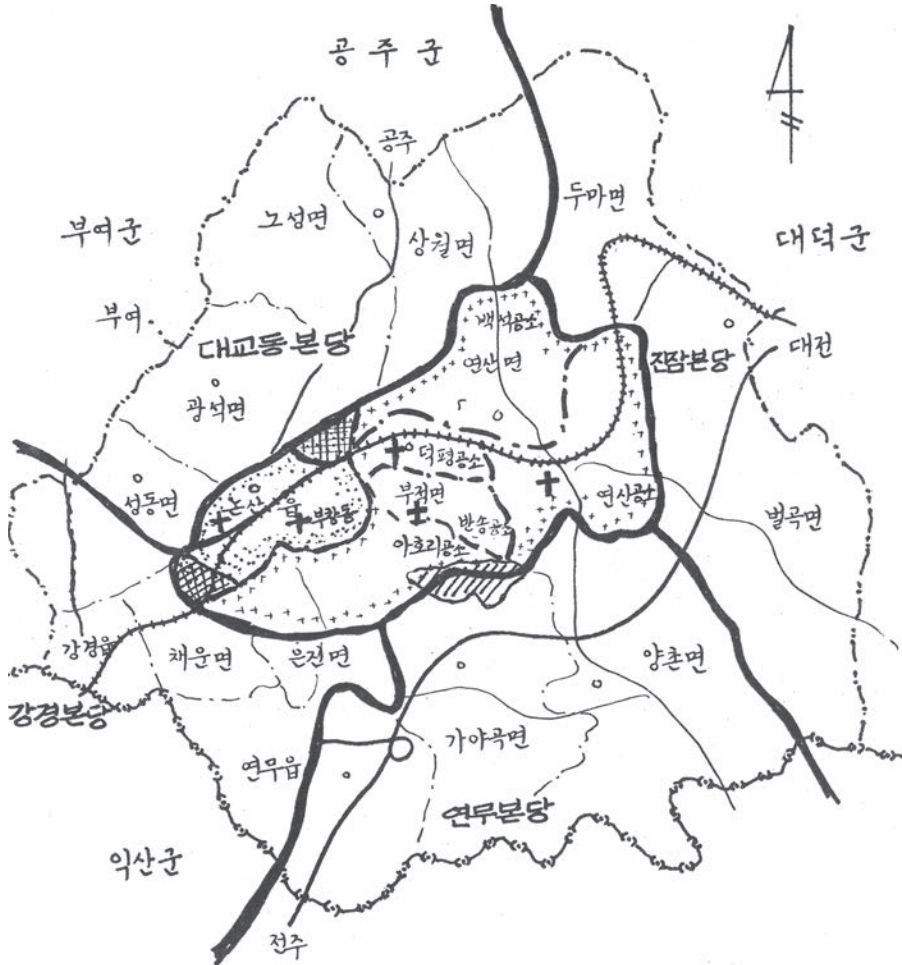 공주군
공주
두마면
노성면
부여군
상월면
대덕군
부여
백석공소
대교동본당
연산면
진잠본당
대전
광석면
덕평공소
성동면
논산읍
부적면
연산공소
부창동
반송공소
벌곡면
아호리공소
강경읍
채운면
은진면
양촌면
강경본당
가야곡면
연무읍
연무본당
익산군
전주